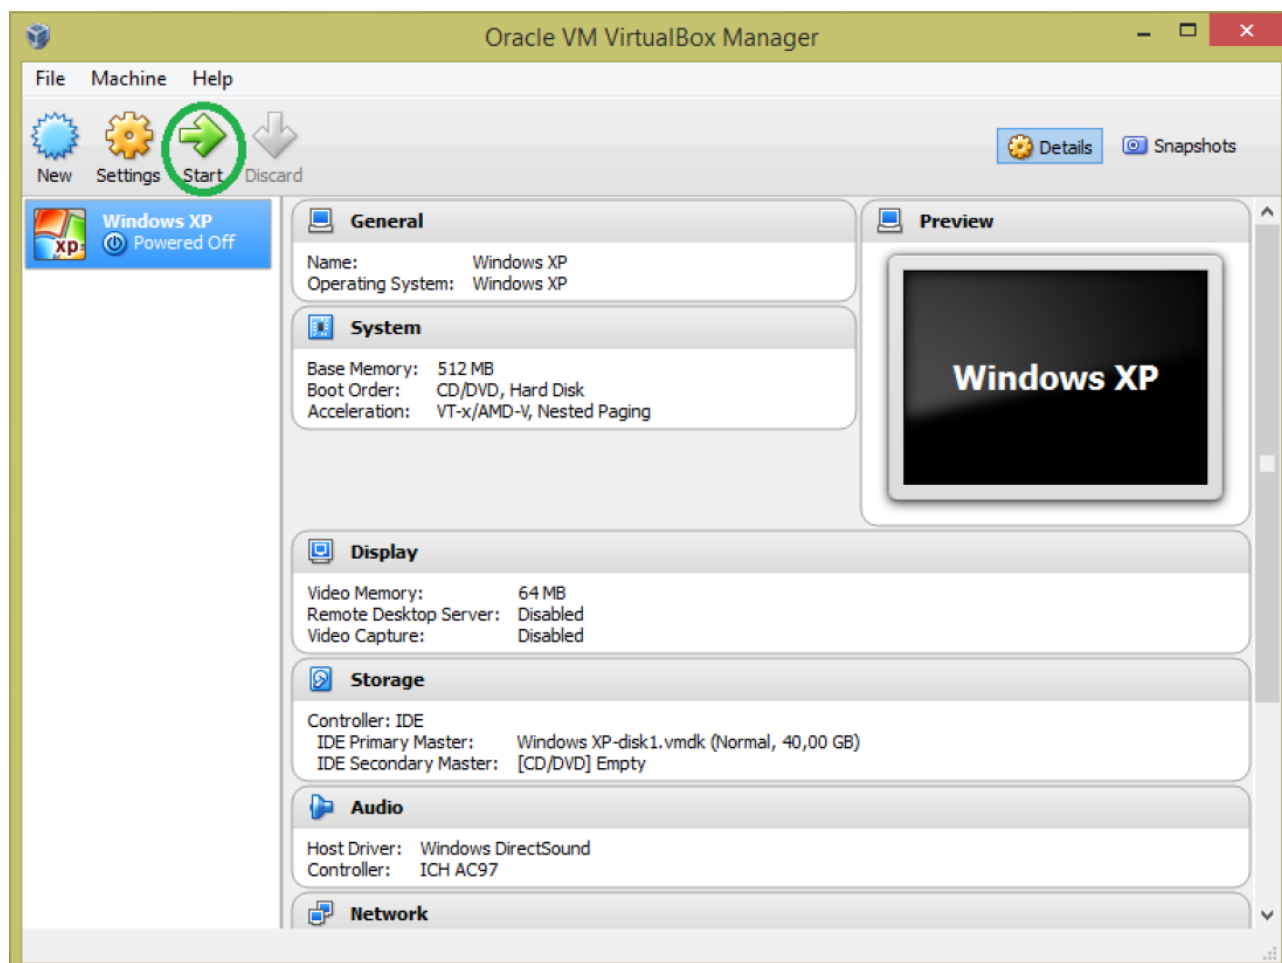 Oracle VM VirtualBox Manager
File Machine Help
New Settings Start Discard
Details Snapshots
Windows XP
Powered Off
xp
General
Name: Windows XP
Operating System: Windows XP
System
Base Memory: 512 MB
Boot Order: CD/DVD, Hard Disk
Acceleration: VT-x/AMD-V, Nested Paging
Preview
Windows XP
Display
Video Memory: 64 MB
Remote Desktop Server: Disabled
Video Capture: Disabled
Storage
Controller: IDE
IDE Primary Master: Windows XP-disk1.vmdk (Normal, 40,00 GB)
IDE Secondary Master: [CD/DVD] Empty
Audio
Host Driver: Windows DirectSound
Controller: ICH AC97
Network